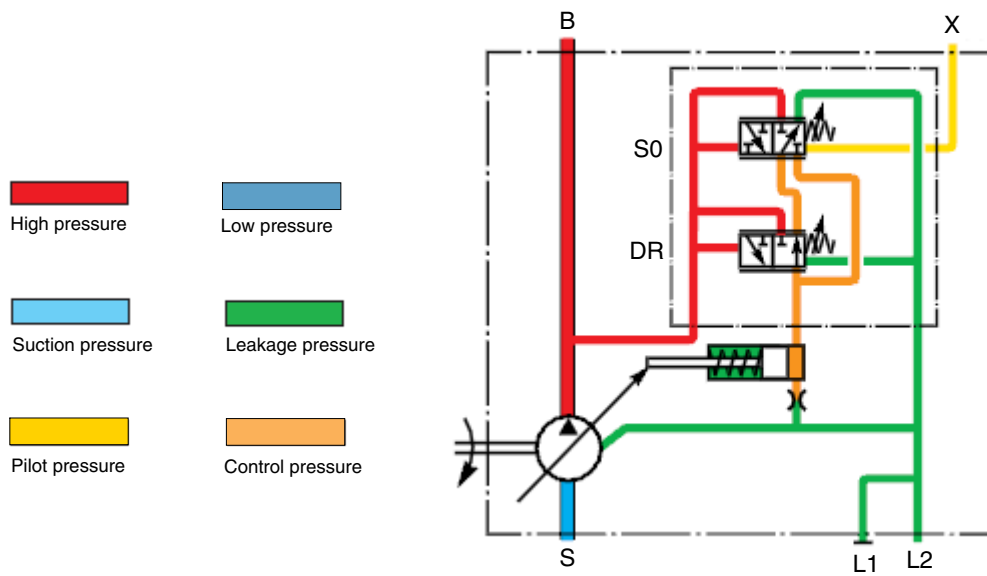 High pressure
Low pressure
Suction pressure
Leakage pressure
Pilot pressure
Control pressure
B
X
S0
DR
S
L1
L2